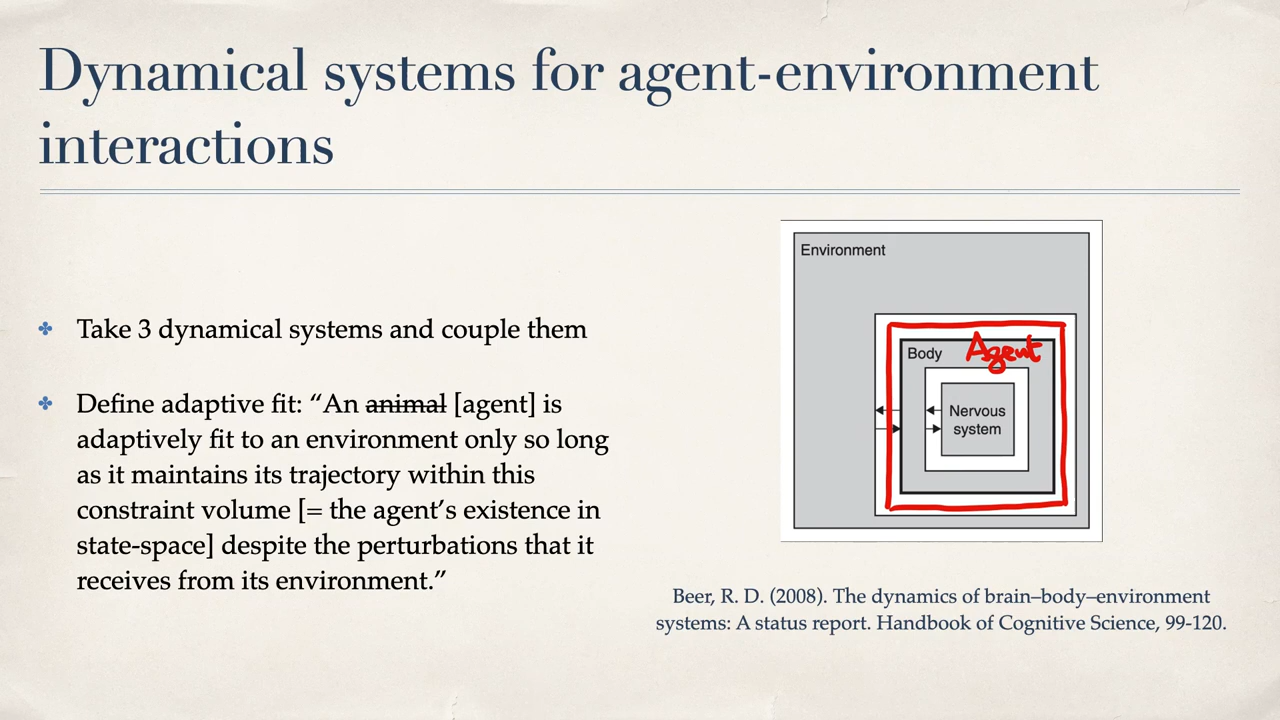 Dynamical systems for agent-environment
interactions
Take 3 dynamical systems and couple them
Define adaptive fit: “An animal [agent] is
adaptively fit to an environment only so long
as it maintains its trajectory within this
constraint volume [= the agent’s existence in
state-space] despite the perturbations that it
receives from its environment.”
Environment
Body
Agent
Nervous
system
Beer, R. D. (2008). The dynamics of brain–body–environment
systems: A status report. Handbook of Cognitive Science, 99-120.